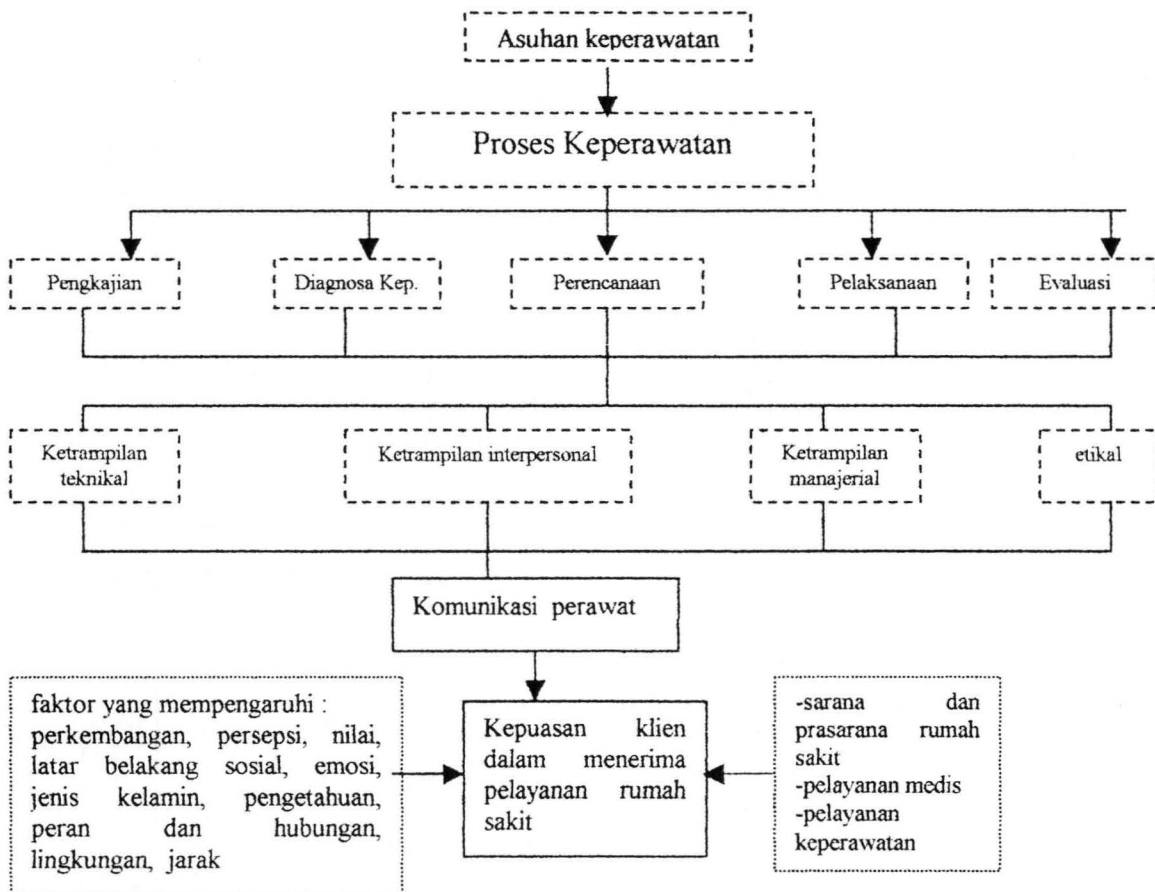 Asuhan keperawatan
Proses Keperawatan
Pengkajian
Diagnosa Kep.
Perencanaan
Pelaksanaan
Evaluasi
Ketrampilan
teknikal
Ketrampilan interpersonal
Ketrampilan
manajerial
etikal
Komunikasi perawat
faktor yang mempengaruhi :
perkembangan, persepsi, nilai,
latar belakang sosial, emosi,
jenis kelamin, pengetahuan,
peran dan hubungan,
lingkungan, jarak
Kepuasan klien
dalam menerima
pelayanan rumah
sakit
-sarana dan
prasarana rumah
sakit
-pelayanan medis
-pelayanan
keperawatan